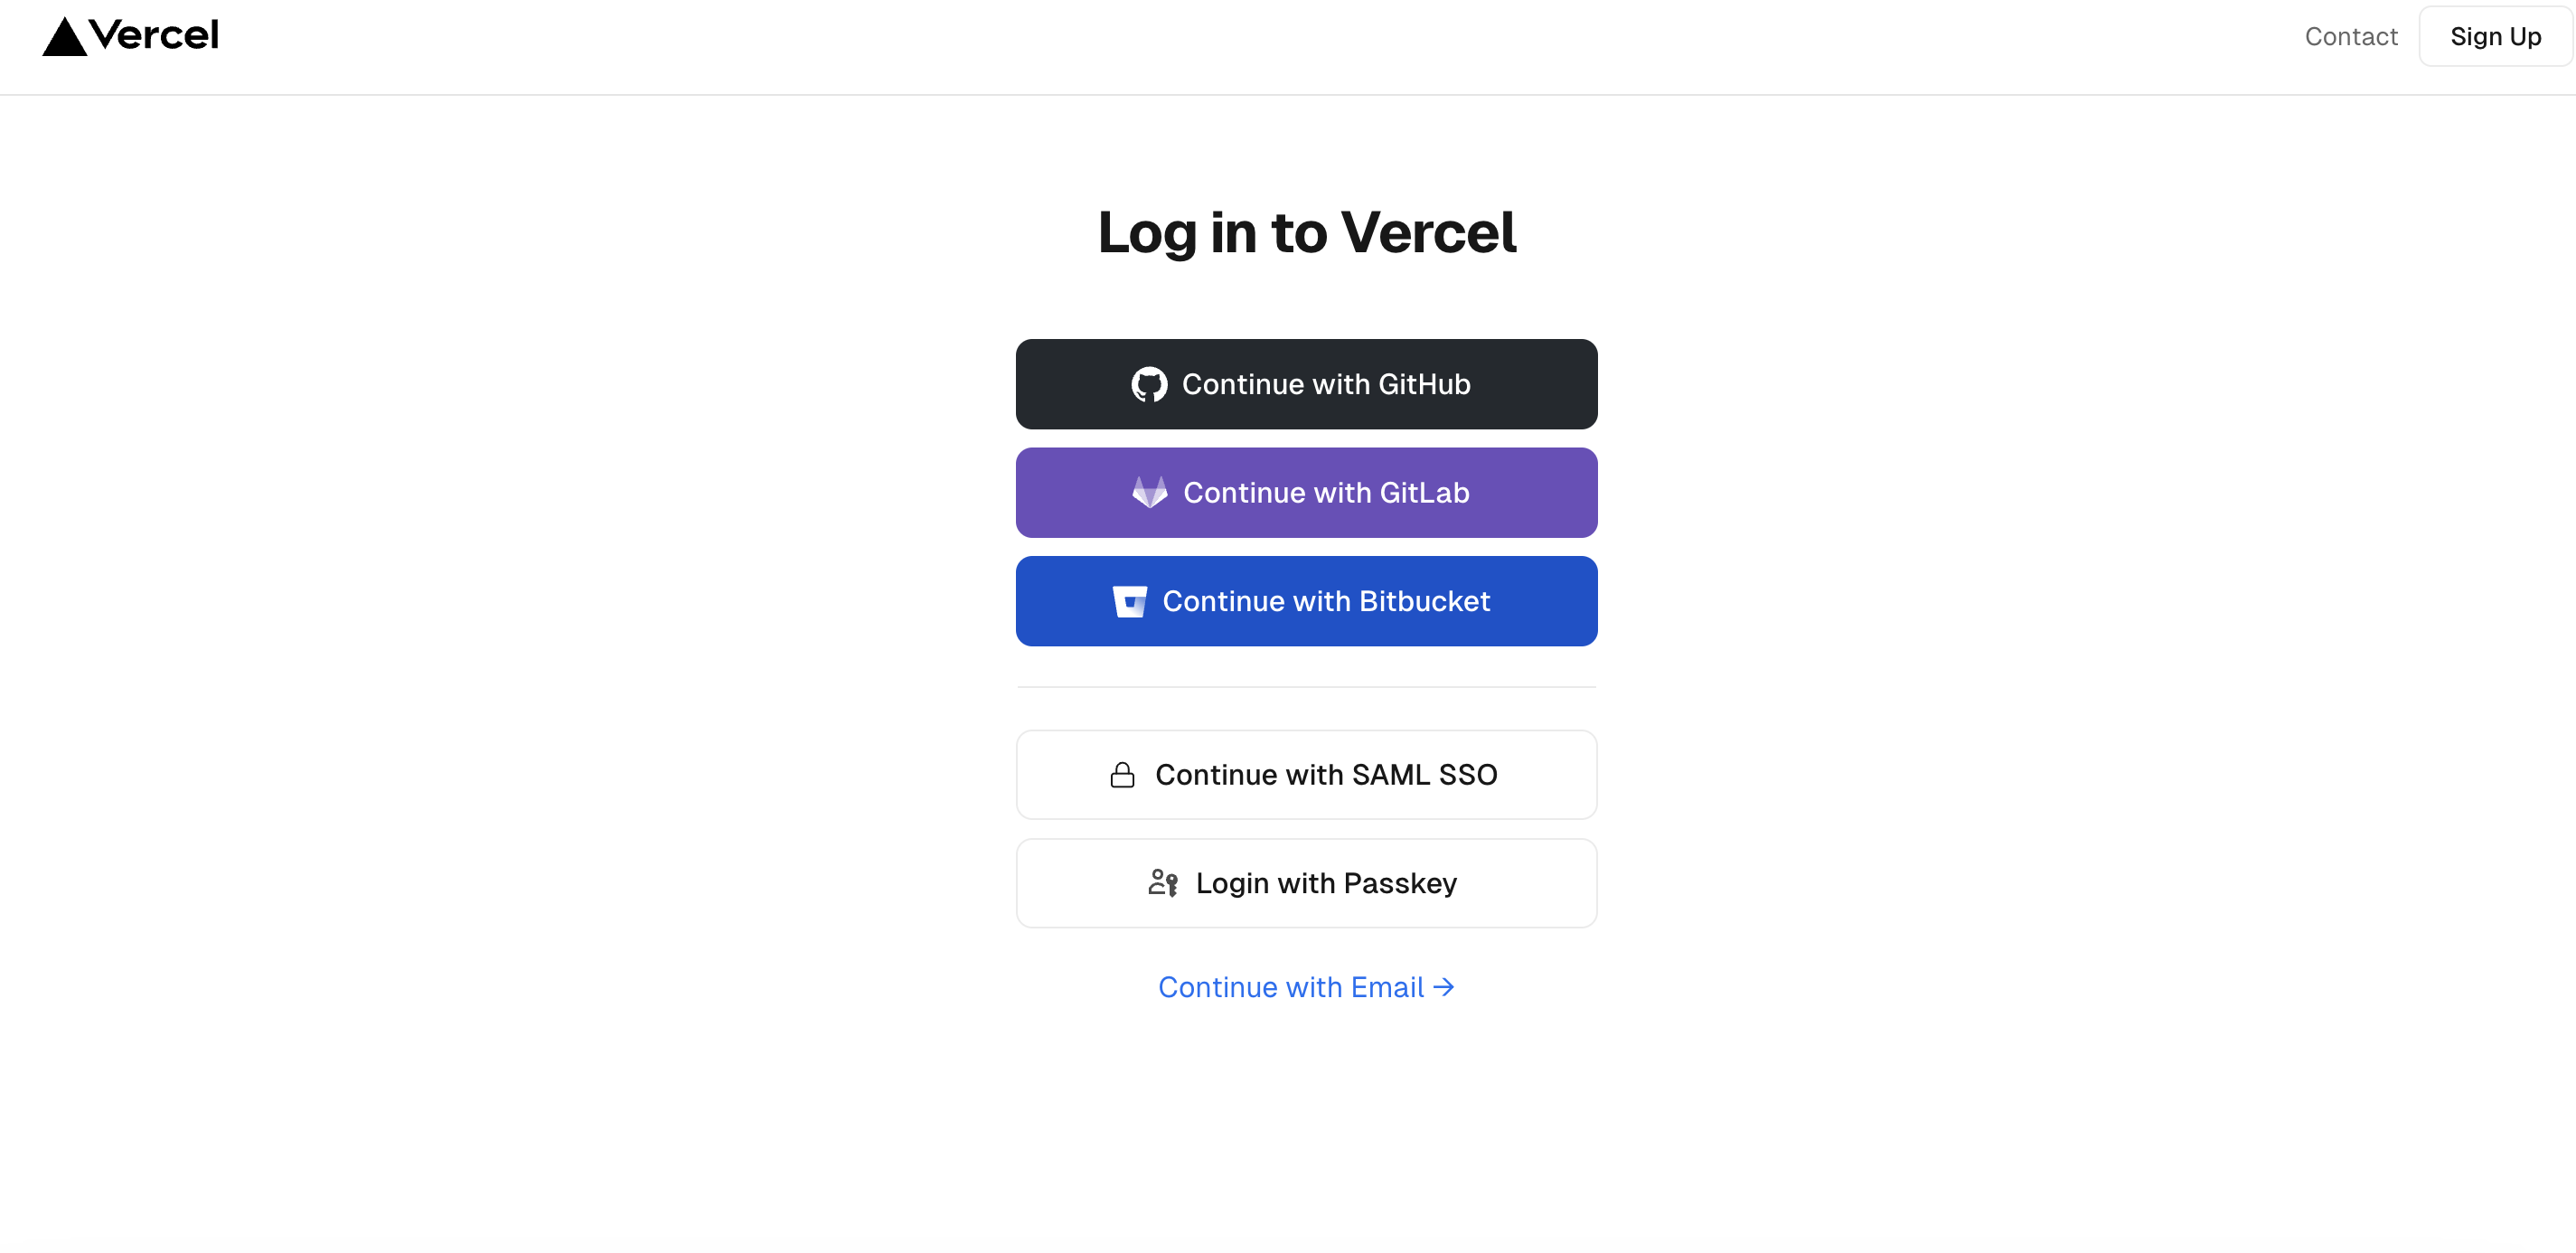 Vercel
Contact
Sign Up
Log in to Vercel
Continue with GitHub
Continue with GitLab
Continue with Bitbucket
Continue with SAML SSO
Login with Passkey
Continue with Email →